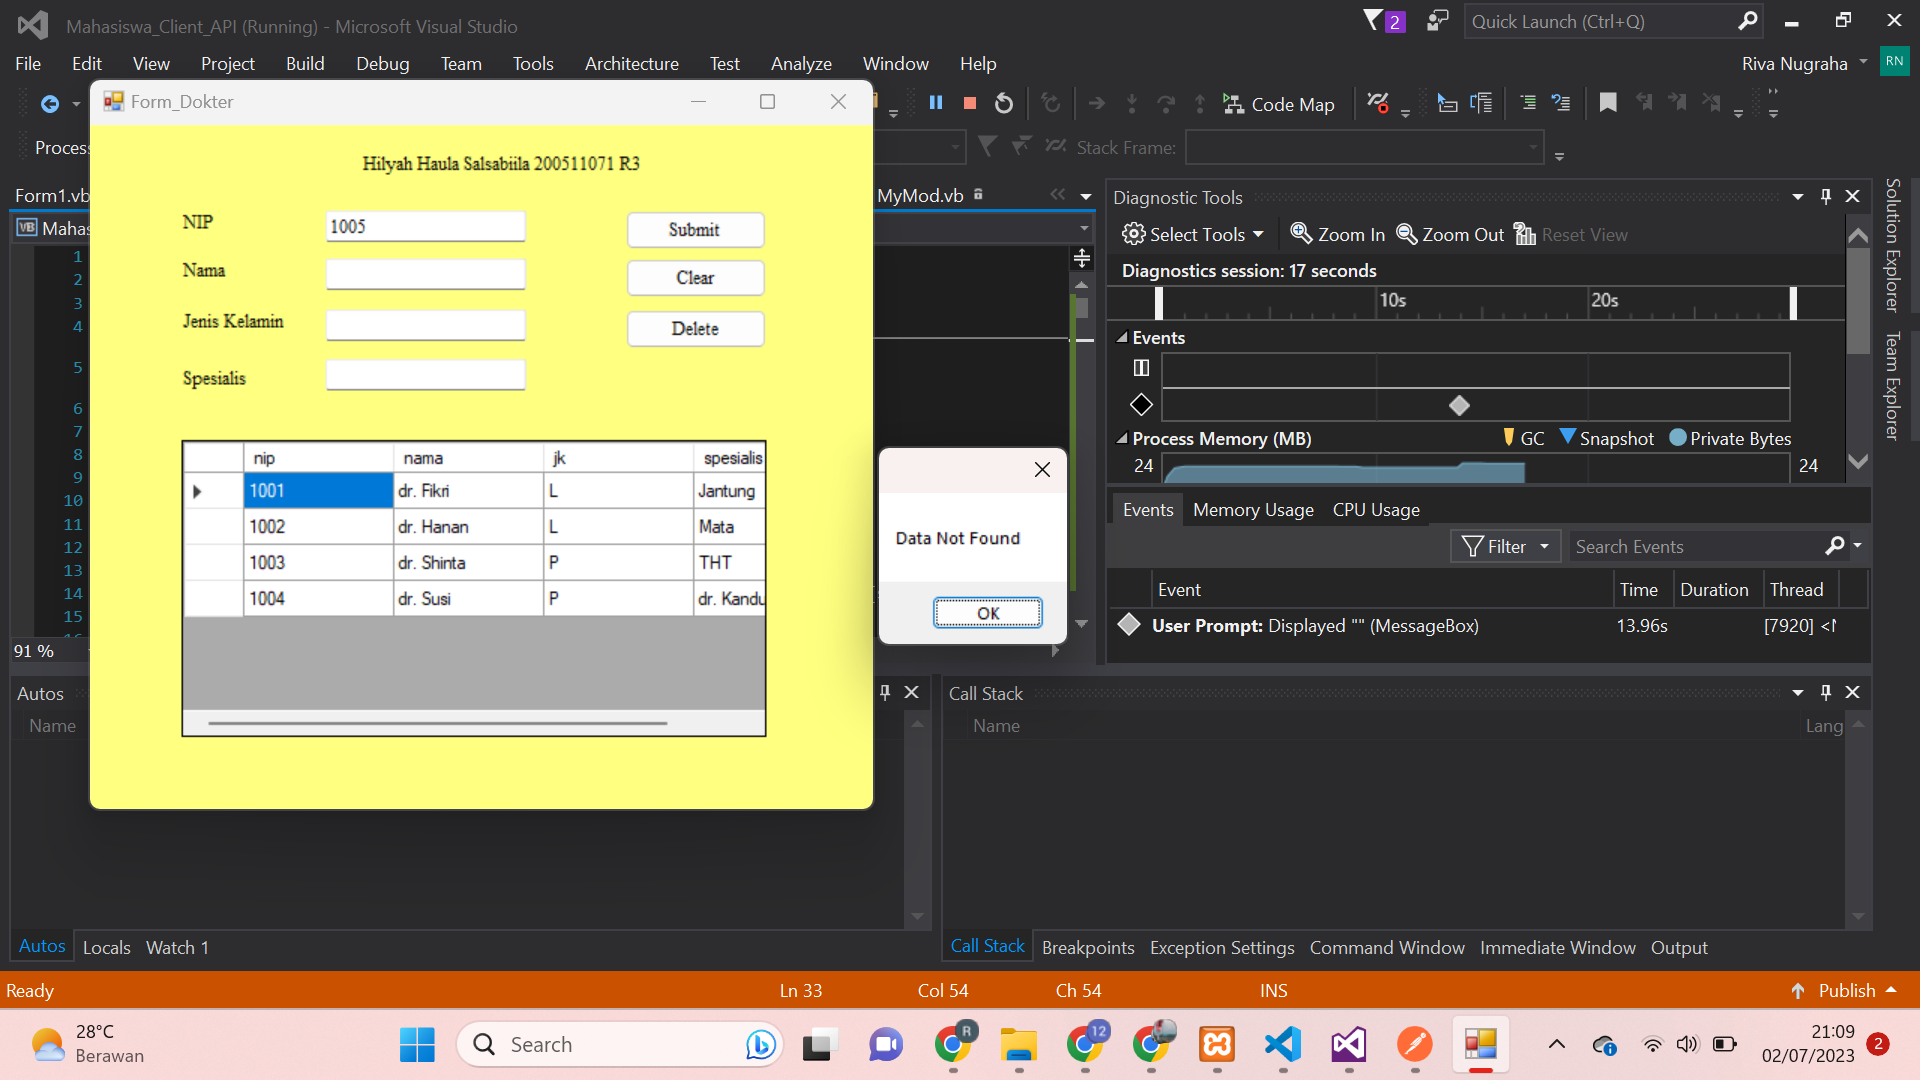 Mahasiswa_Client_API (Running) - Microsoft Visual Studio
2
Quick Launch (Ctrl+Q)
File Edit View Project Build Debug Team Tools Architecture Test Analyze Window Help
Riva Nugraha RN
Form_Dokter
Code Map
Process
Stack Frame:
Hilyah Haula Salsabiila 200511071 R3
Form1.vb
MyMod.vb
Diagnostic Tools
Solution Explorer
Team Explorer
VB Mahas
NIP 1005 Submit
Nama Clear
Jenis Kelamin Delete
Spesialis
Select Tools Zoom In Zoom Out Reset View
Diagnostics session: 17 seconds
10s 20s
Events
Process Memory (MB) GC Snapshot Private Bytes
24 24
1
2
3
4
5
6
7
8
9
10
11
12
13
14
15
nip nama jk spesialis
1001 dr. Fikri L Jantung
1002 dr. Hanan L Mata
1003 dr. Shinta P THT
1004 dr. Susi P dr. Kandu
Data Not Found
OK
Events Memory Usage CPU Usage
Filter Search Events
Event Time Duration Thread
User Prompt: Displayed "" (MessageBox) 13.96s [7920] <
91 %
Autos
Name
Call Stack
Name Lang
Autos Locals Watch 1
Call Stack Breakpoints Exception Settings Command Window Immediate Window Output
Ready Ln 33 Col 54 Ch 54 INS Publish
28°C
Berawan
Search
R
12
21:09
02/07/2023
2